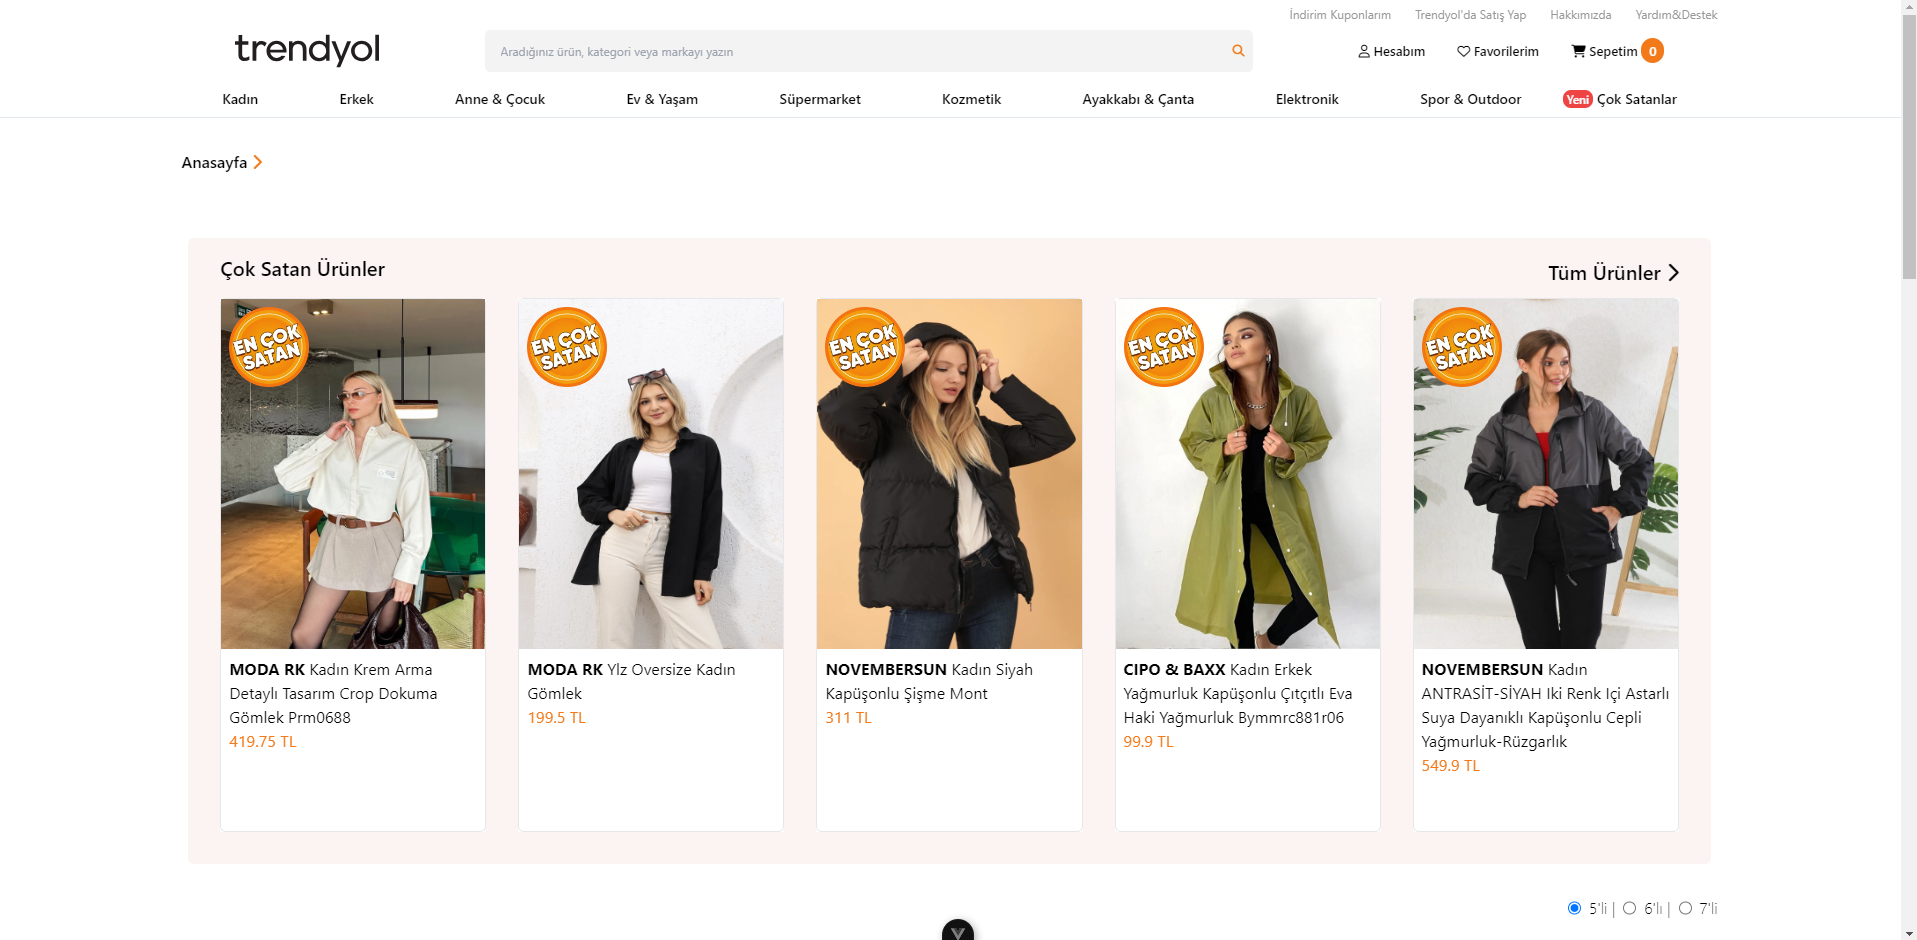 İndirim Kuponlarım Trendyol'da Satış Yap Hakkımızda Yardım&Destek
trendyol
Aradığınız ürün, kategori veya markayı yazın
Hesabım Favorilerim Sepetim 0
Kadın Erkek Anne & Çocuk Ev & Yaşam Süpermarket Kozmetik Ayakkabı & Çanta Elektronik Spor & Outdoor Yeni Çok Satanlar
Anasayfa
Çok Satan Ürünler
Tüm Ürünler
EN ÇOK
SATAN
MODA RK Kadın Krem Arma
Detaylı Tasarım Crop Dokuma
Gömlek Prm0688
419.75 TL
EN ÇOK
SATAN
MODA RK Ylz Oversize Kadın
Gömlek
199.5 TL
EN ÇOK
SATAN
NOVEMBERSUN Kadın Siyah
Kapüşonlu Şişme Mont
311 TL
EN ÇOK
SATAN
CIPO & BAXX Kadın Erkek
Yağmurluk Kapüşonlu Çıtçıtlı Eva
Haki Yağmurluk Bymmrc881r06
99.9 TL
EN ÇOK
SATAN
NOVEMBERSUN Kadın
ANTRASİT-SİYAH Iki Renk Içi Astarlı
Suya Dayanıklı Kapüşonlu Cepli
Yağmurluk-Rüzgarlık
549.9 TL
5'li | 6'lı | 7'li